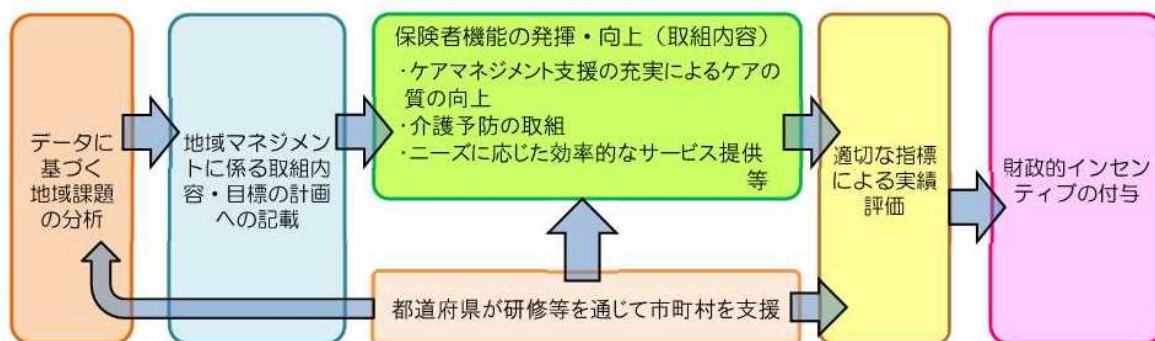 データに
基づく
地域課題
の分析
地域マネジメン
トに係る取組内
容・目標の計画
への記載
保険者機能の発揮・向上（取組内容）
・ケアマネジメント支援の充実によるケアの
質の向上
・介護予防の取組
・ニーズに応じた効率的なサービス提供
等
適切な指標
による実績
評価
財政的インセン
ティブの付与
都道府県が研修等を通じて市町村を支援